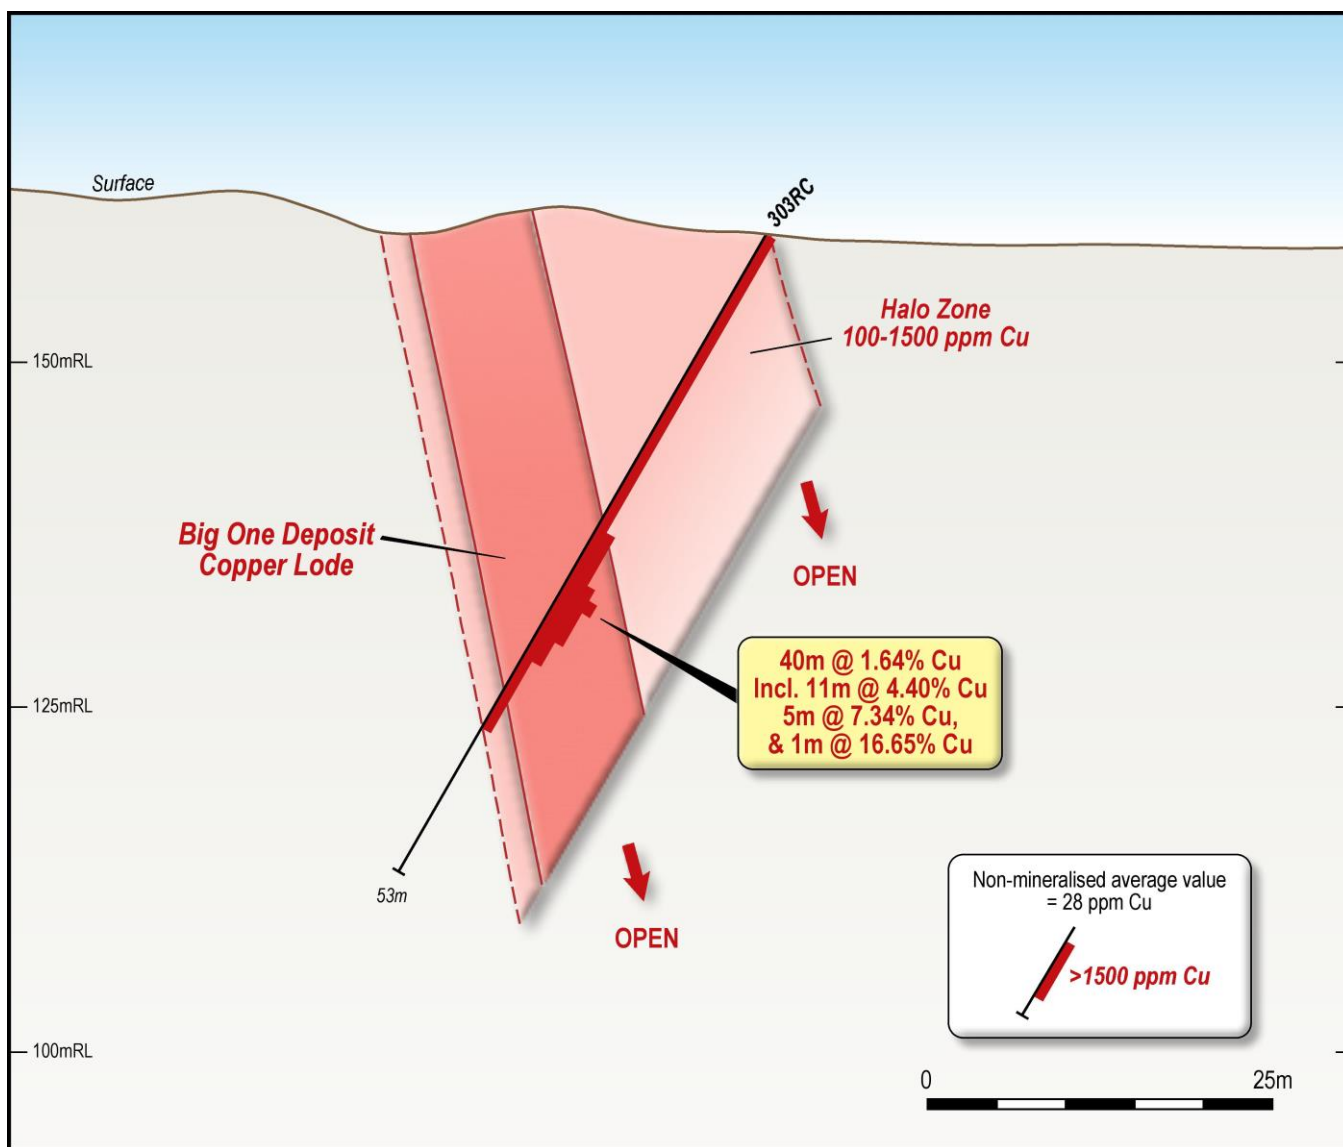 Surface
303RC
Halo Zone
100-1500 ppm Cu
150mRL
Big One Deposit
Copper Lode
OPEN
40m @ 1.64% Cu
Incl. 11m @ 4.40% Cu
5m @ 7.34% Cu,
& 1m @ 16.65% Cu
125mRL
53m
OPEN
Non-mineralised average value
= 28 ppm Cu
>1500 ppm Cu
100mRL
0 25m